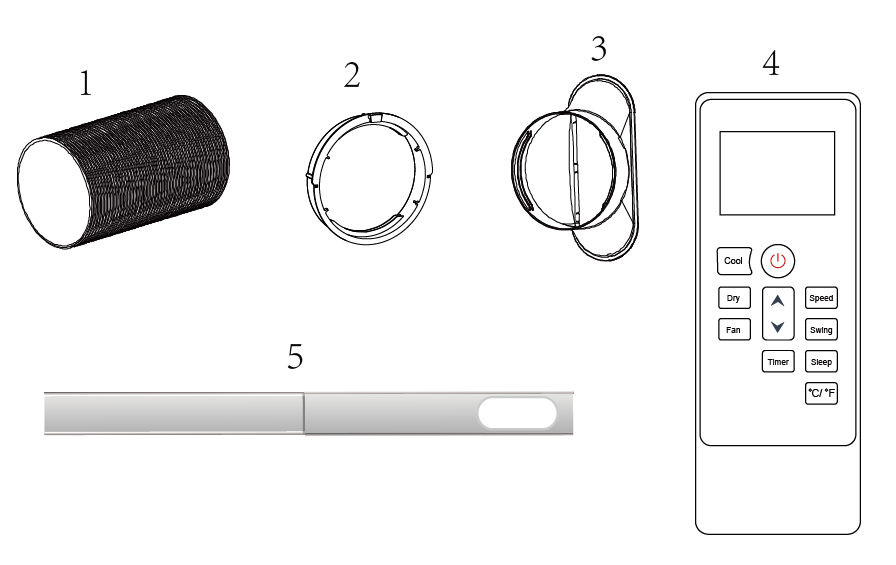 1
2
3
4
Cool
Dry
Speed
Fan
Swing
Timer
Sleep
°C/ °F
5